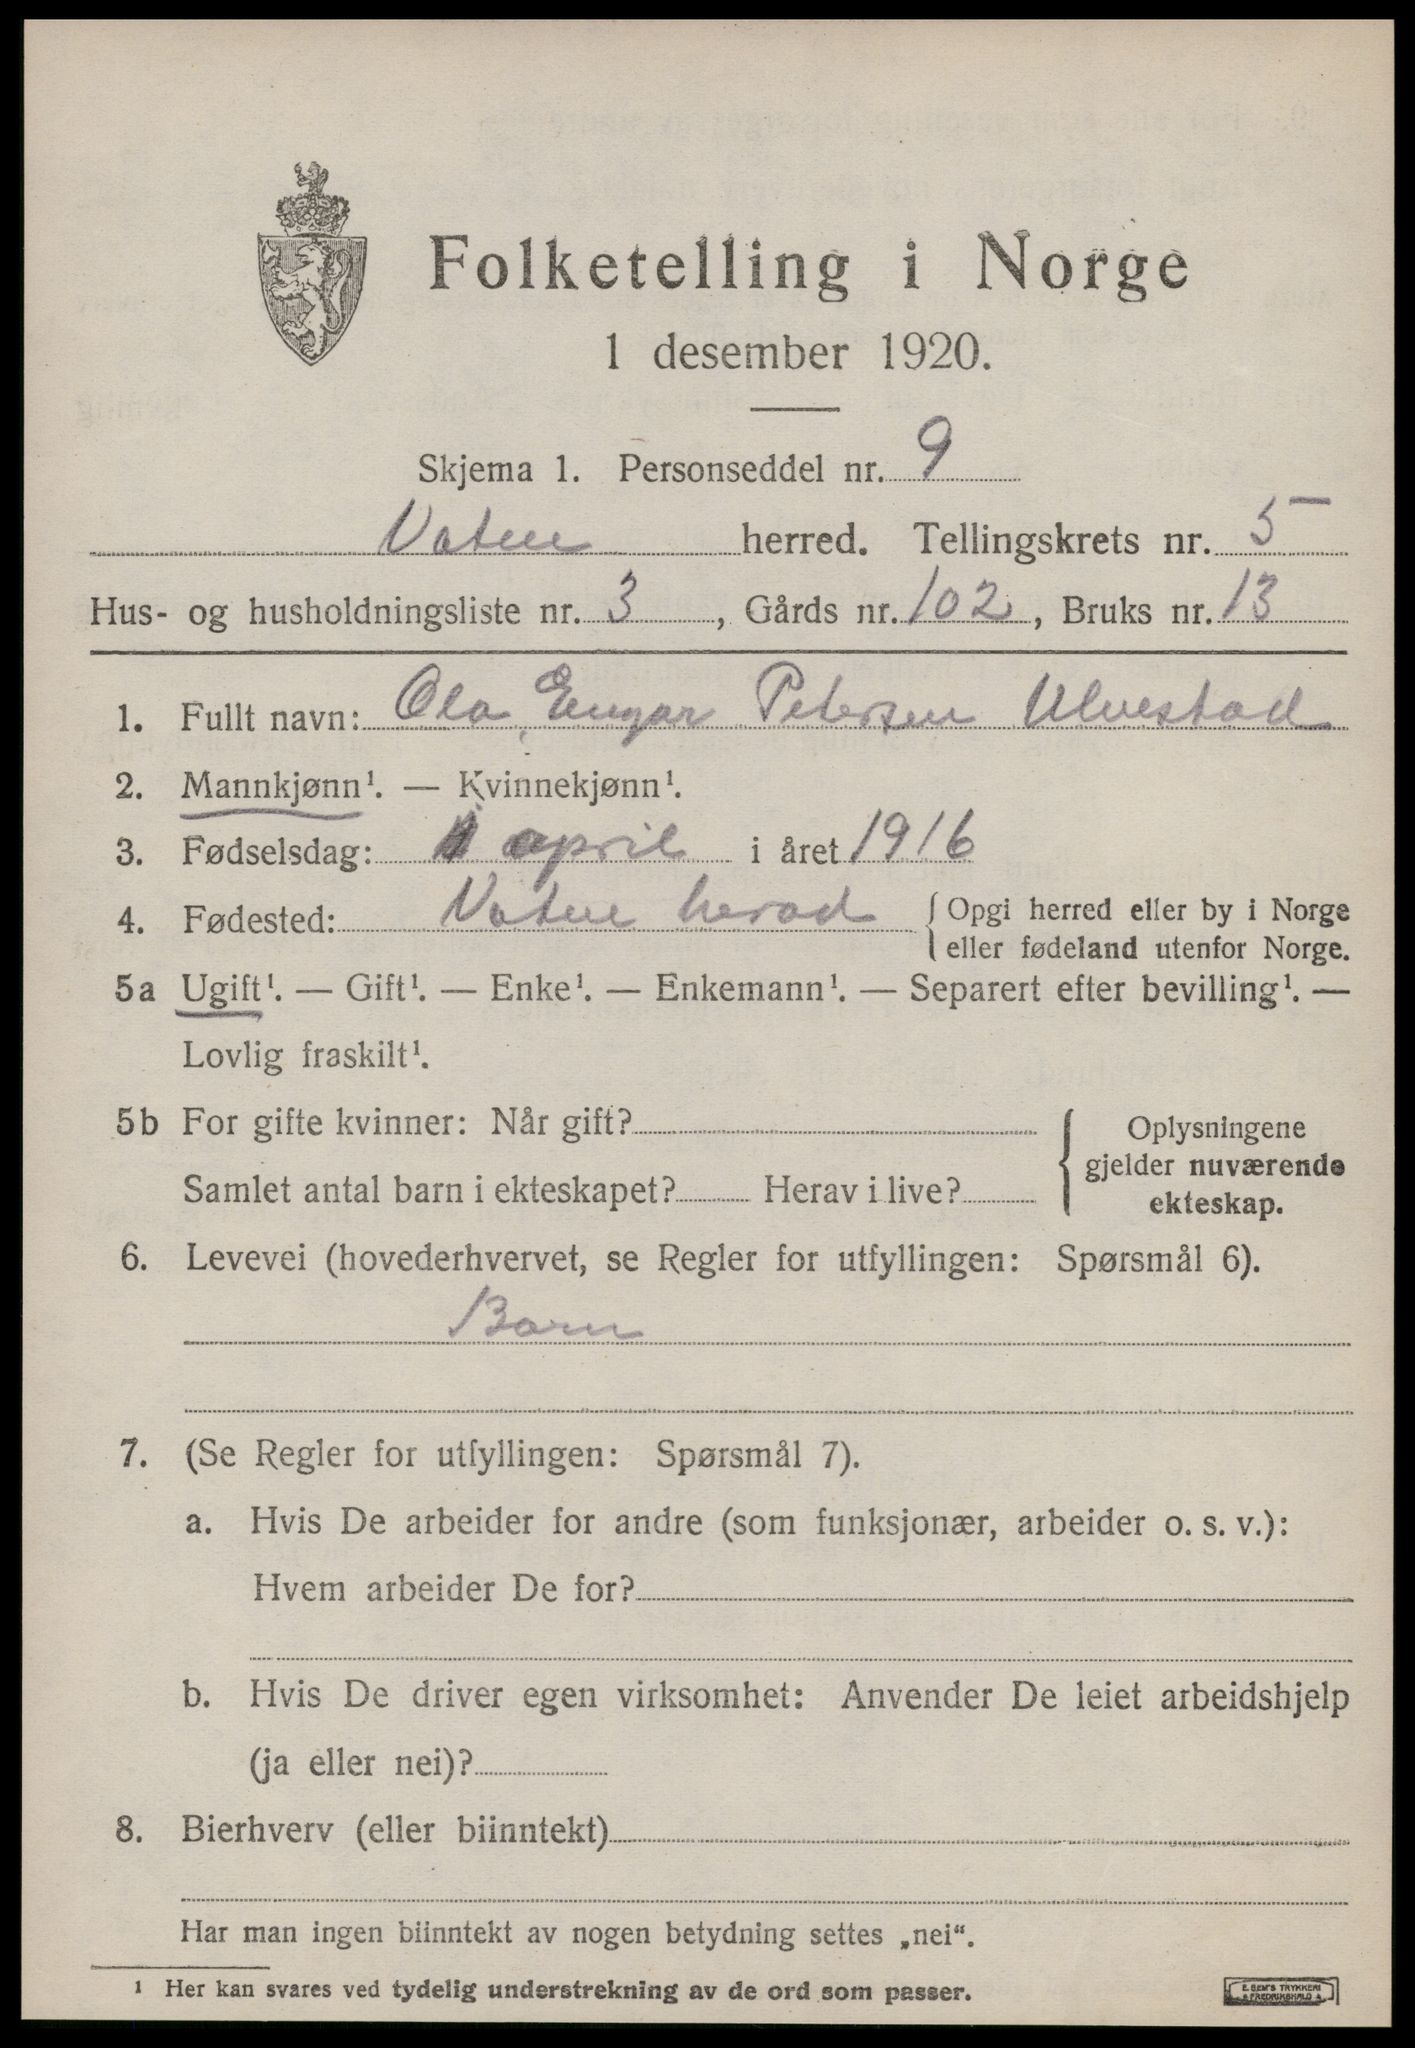 Folketelling i Norge
1 desember 1920.
Skjema 1. Personseddel nr. 9
Vatne herred. Tellingskrets nr. 5
Hus- og husholdningsliste nr. 3, Gårds nr. 102, Bruks nr. 13
1. Fullt navn: Ola Petersen Ulvestad
2. Mannkjønn¹. — Kvinnekjønn¹.
3. Fødselsdag: april i året 1916
4. Fødested: Vatne herad { Opgi herred eller by i Norge
eller fødeland utenfor Norge.
5a Ugift¹. — Gift¹. — Enke¹. — Enkemann¹. — Separert efter bevilling¹. —
Lovlig fraskilt¹.
5b For gifte kvinner: Når gift?
Samlet antal barn i ekteskapet? Herav i live?
{ Oplysningene
gjelder nuværende
ekteskap.
6. Levevei (hovederhvervet, se Regler for utfyllingen: Spørsmål 6).
Barn
7. (Se Regler for utfyllingen: Spørsmål 7).
a. Hvis De arbeider for andre (som funksjonær, arbeider o. s. v.):
Hvem arbeider De for?
b. Hvis De driver egen virksomhet: Anvender De leiet arbeidshjelp
(ja eller nei)?
8. Bierhverv (eller biinntekt)
Har man ingen biinntekt av nogen betydning settes „nei“.
¹ Her kan svares ved tydelig understrekning av de ord som passer.
E. SEM'S TRYKKERI
FREDRIKSHALD